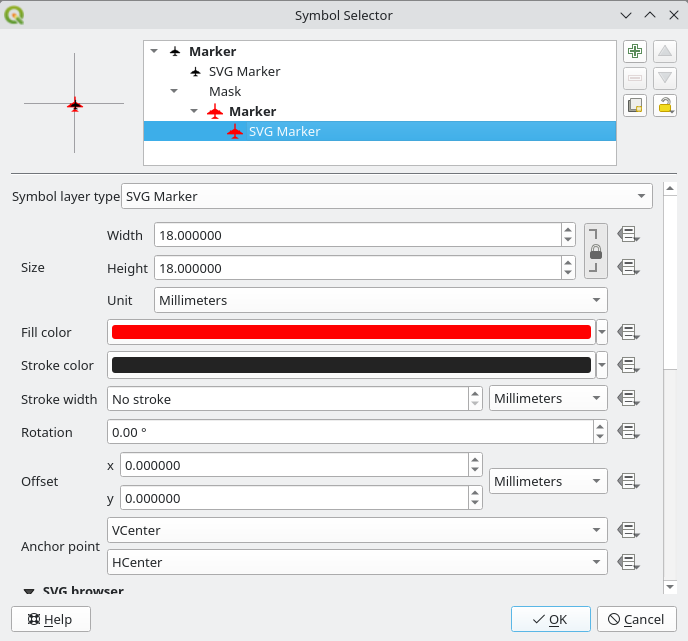 Symbol Selector
Marker
SVG Marker
Mask
Marker
SVG Marker
Symbol layer type SVG Marker
Size
Width 18.000000
Height 18.000000
Unit Millimeters
Fill color
Stroke color
Stroke width No stroke Millimeters
Rotation 0.00 °
Offset
x 0.000000
y 0.000000
Millimeters
Anchor point
VCenter
HCenter
SVG browser
Help OK Cancel